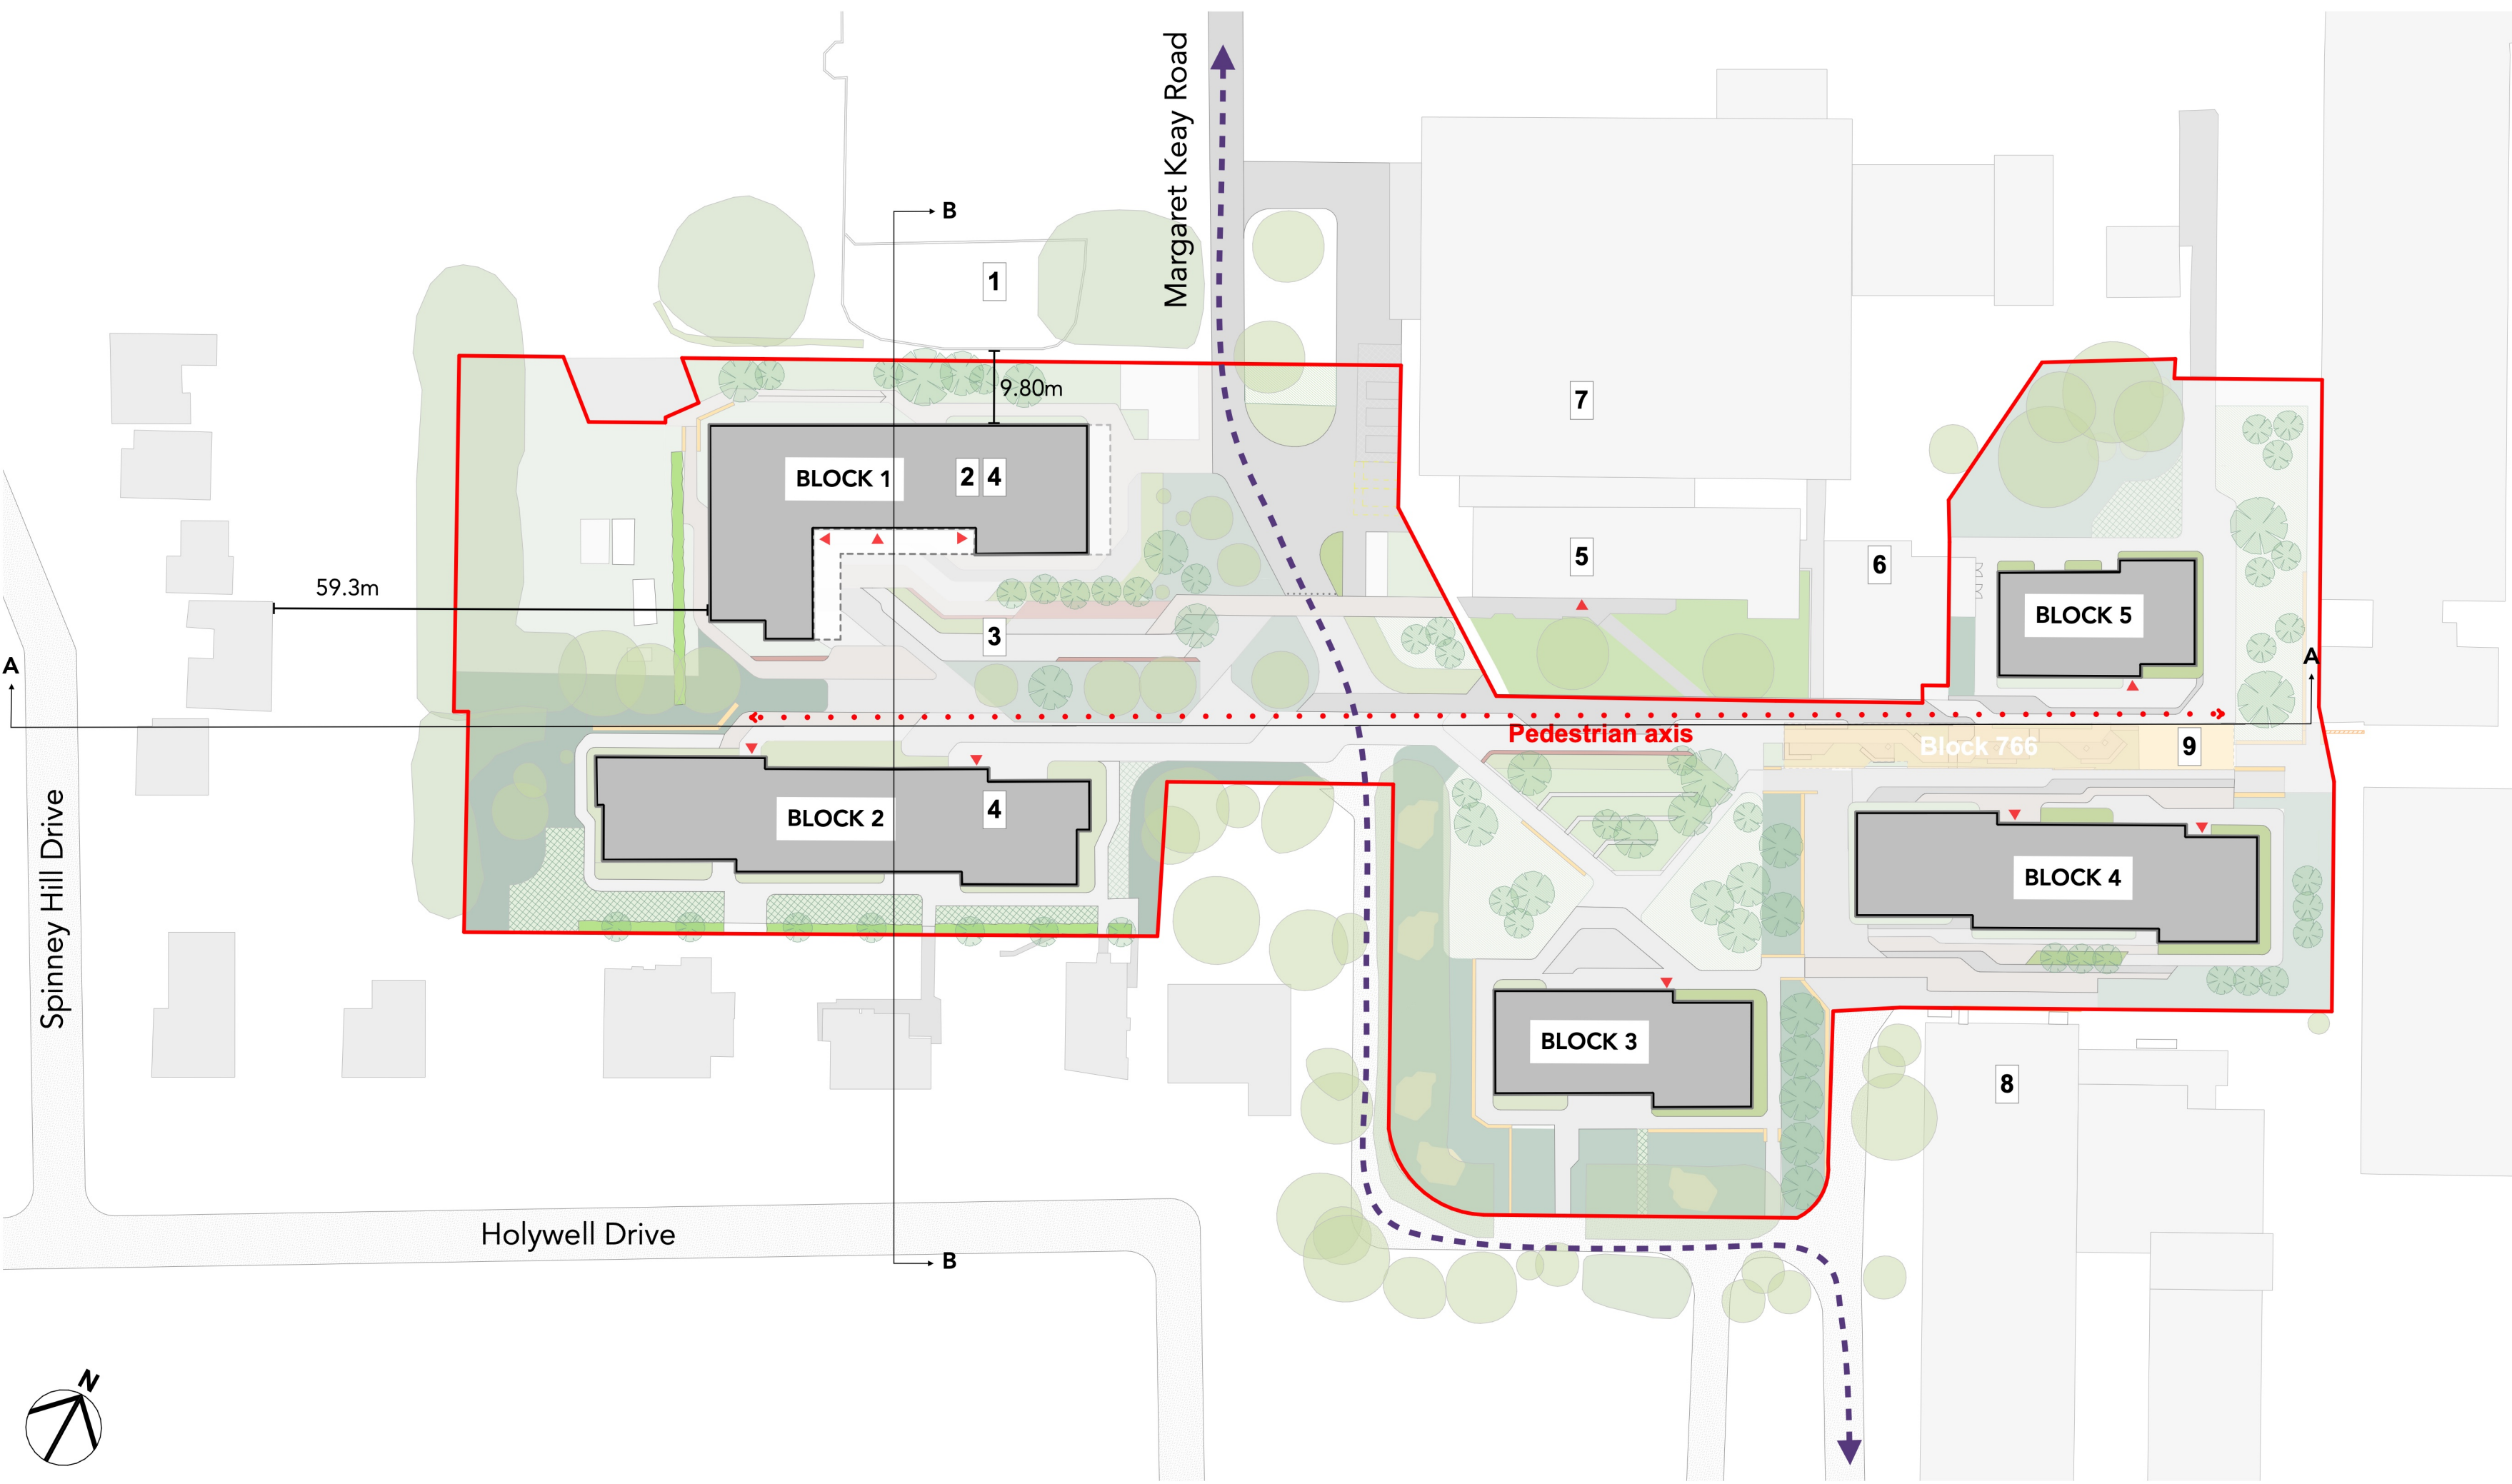 Margaret Keay Road
B
1
9.80m
7
BLOCK 1
2
4
5
6
59.3m
BLOCK 5
3
A
A
Pedestrian axis
Block 766
9
BLOCK 2
4
BLOCK 4
Spinney Hill Drive
BLOCK 3
8
Holywell Drive
B
N